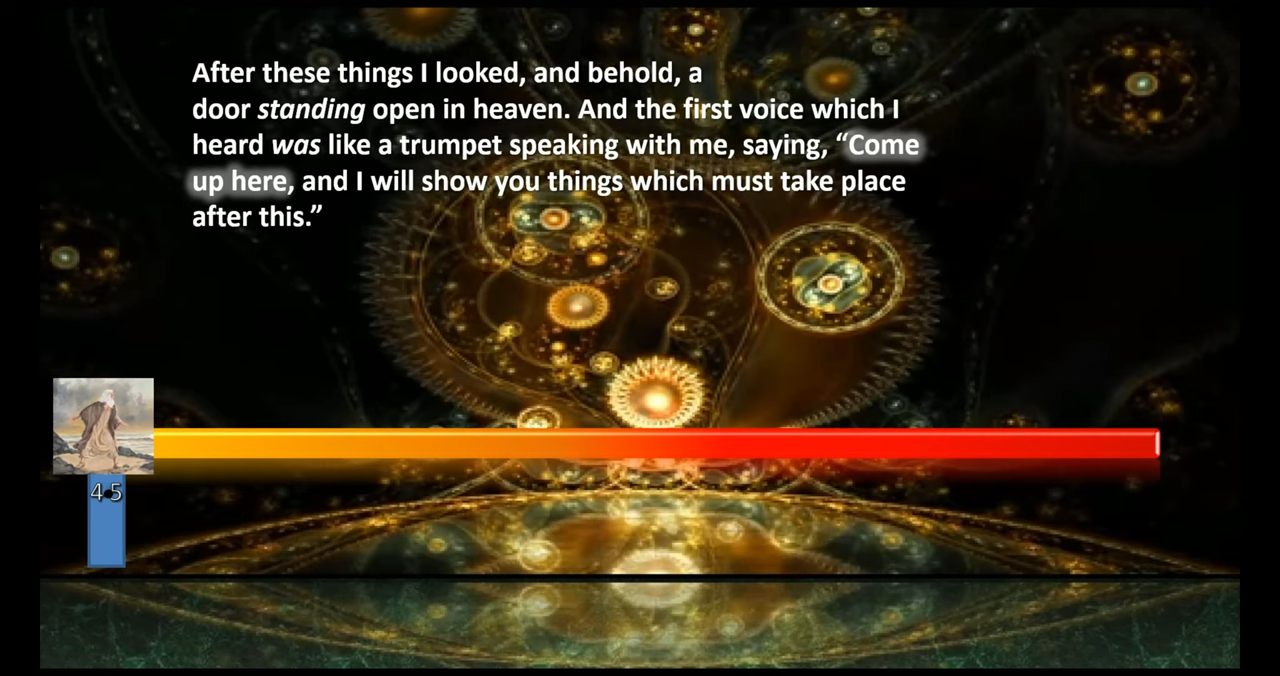 After these things I looked, and behold, a
door standing open in heaven. And the first voice which I
heard was like a trumpet speaking with me, saying, “Come
up here, and I will show you things which must take place
after this.”
4•5